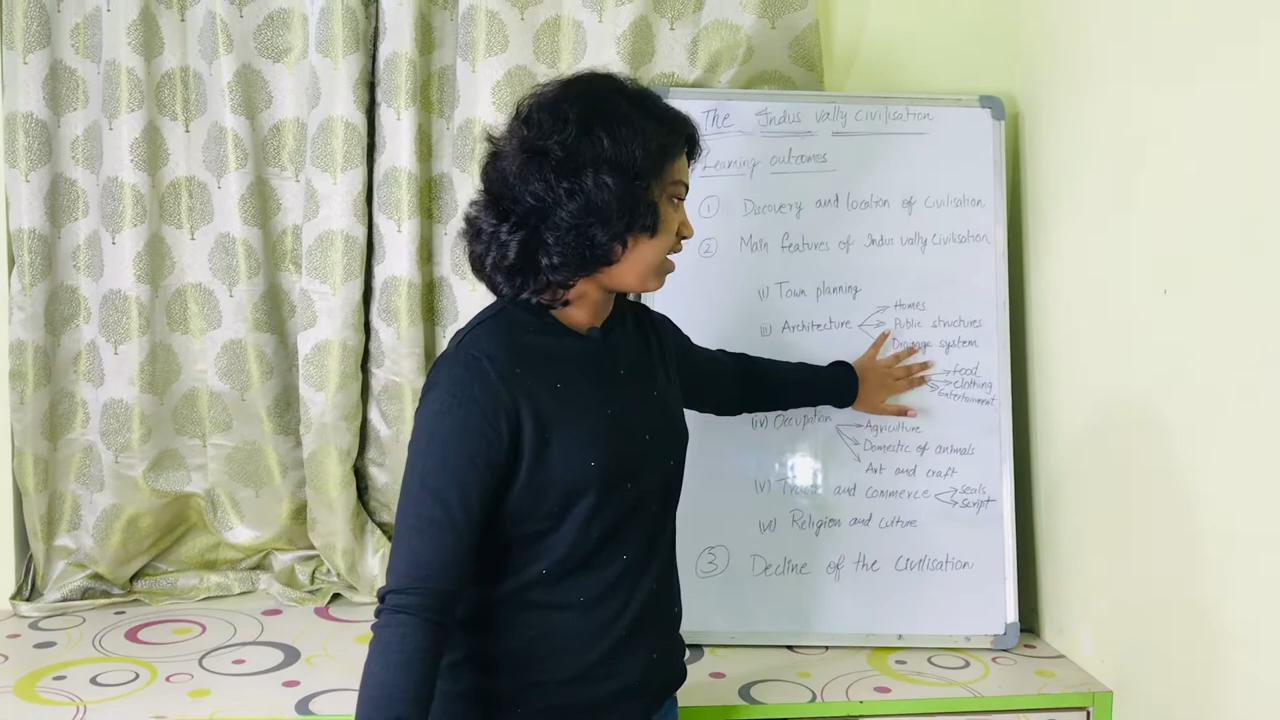 The Indus vally civilisation
Learning outcomes
① Discovery and location of civilisation
② Main features of Indus vally civilisation
(i) Town planning
ii) Architecture
Homes
Public structures
Drainage system
food
clothing
Entertainment
(iv) Occupation
Agriculture
Domestic of animals
Art and craft
(v) Trade and commerce
seals
script
(vi) Religion and culture
③ Decline of the civilisation